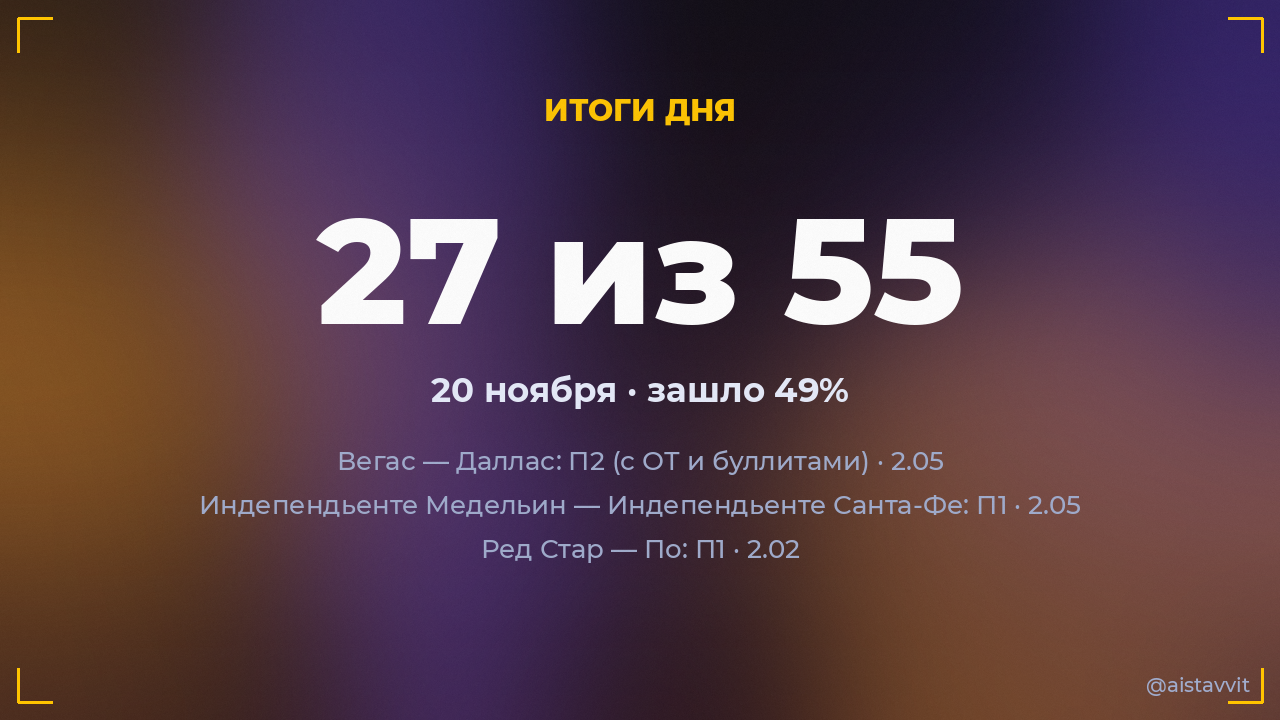 ИТОГИ ДНЯ
27 из 55
20 ноября · зашло 49%
Вегас — Даллас: П2 (с ОТ и буллитами) · 2.05
Индепендьенте Медельин — Индепендьенте Санта-Фе: П1 · 2.05
Ред Стар — По: П1 · 2.02
@aistavvit